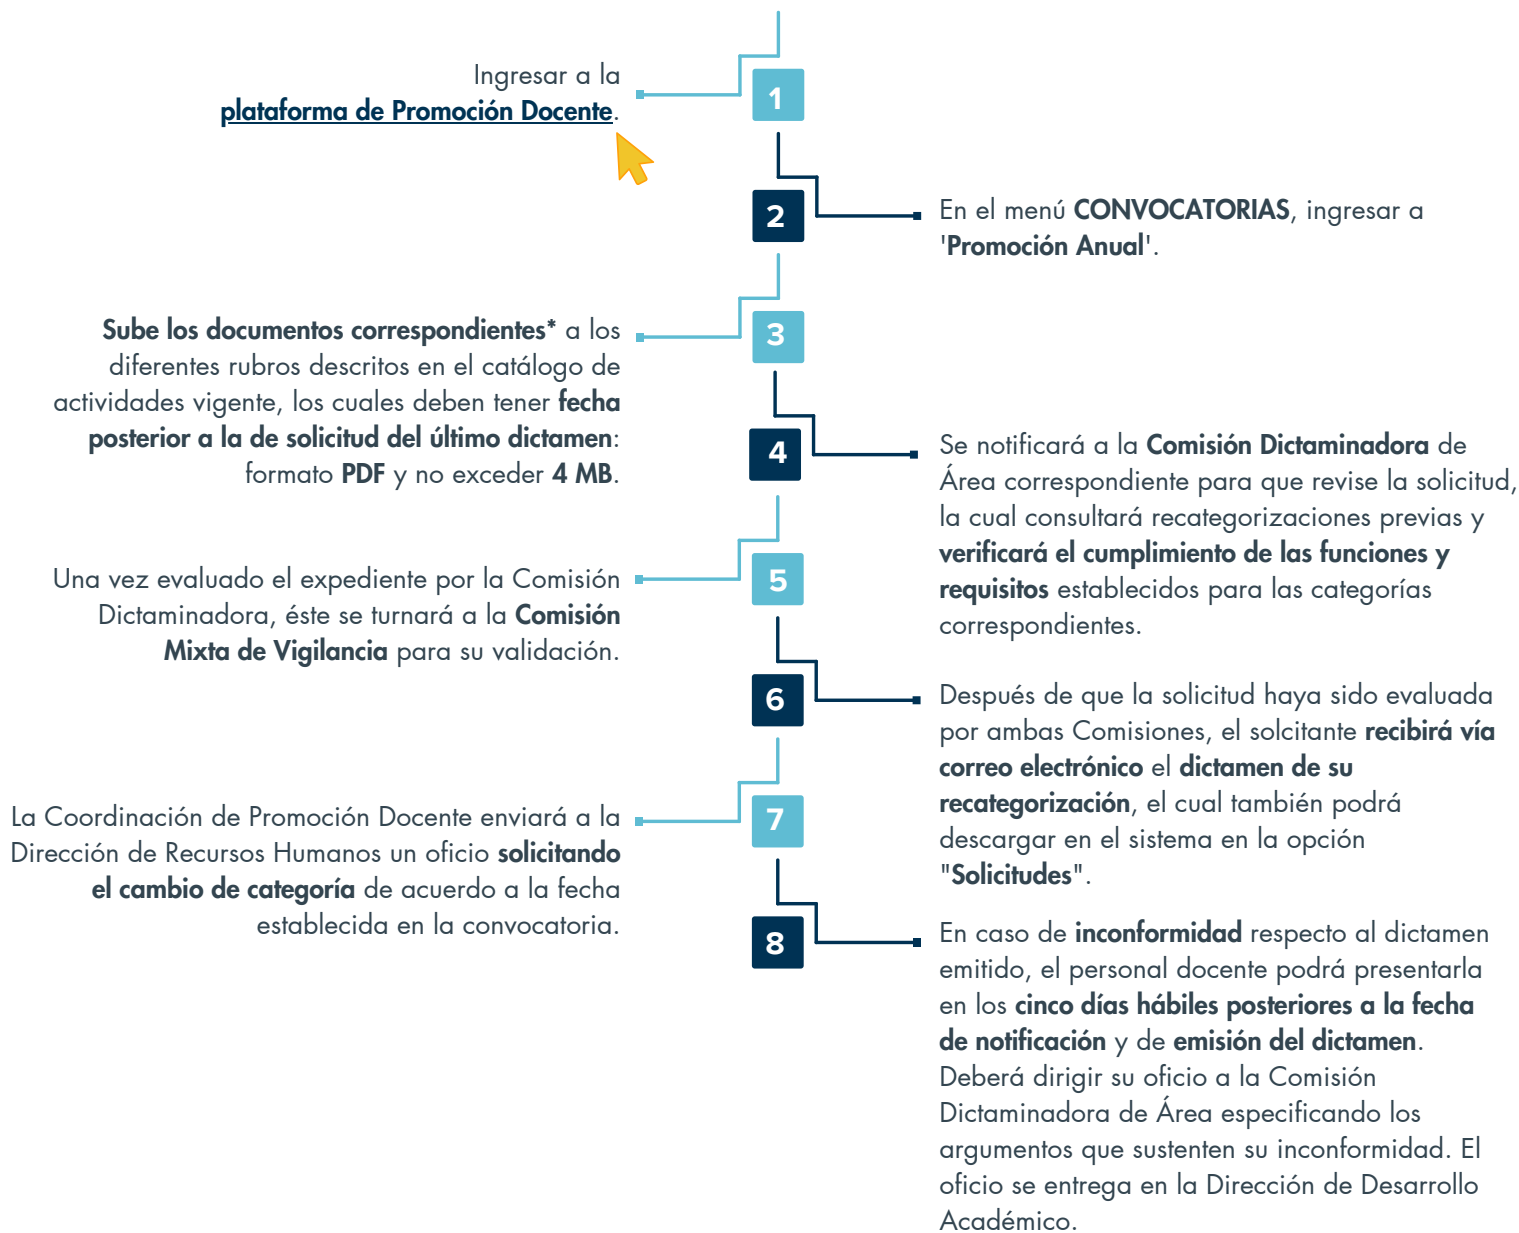 Ingresar a la
plataforma de Promoción Docente.
1
2
En el menú CONVOCATORIAS, ingresar a
'Promoción Anual'.
Sube los documentos correspondientes* a los
diferentes rubros descritos en el catálogo de
actividades vigente, los cuales deben tener fecha
posterior a la de solicitud del último dictamen:
formato PDF y no exceder 4 MB.
3
4
Se notificará a la Comisión Dictaminadora de
Área correspondiente para que revise la solicitud,
la cual consultará recategorizaciones previas y
verificará el cumplimiento de las funciones y
requisitos establecidos para las categorías
correspondientes.
Una vez evaluado el expediente por la Comisión
Dictaminadora, éste se turnará a la Comisión
Mixta de Vigilancia para su validación.
5
6
Después de que la solicitud haya sido evaluada
por ambas Comisiones, el solcitante recibirá vía
correo electrónico el dictamen de su
recategorización, el cual también podrá
descargar en el sistema en la opción
"Solicitudes".
La Coordinación de Promoción Docente enviará a la
Dirección de Recursos Humanos un oficio solicitando
el cambio de categoría de acuerdo a la fecha
establecida en la convocatoria.
7
8
En caso de inconformidad respecto al dictamen
emitido, el personal docente podrá presentarla
en los cinco días hábiles posteriores a la fecha
de notificación y de emisión del dictamen.
Deberá dirigir su oficio a la Comisión
Dictaminadora de Área especificando los
argumentos que sustenten su inconformidad. El
oficio se entrega en la Dirección de Desarrollo
Académico.